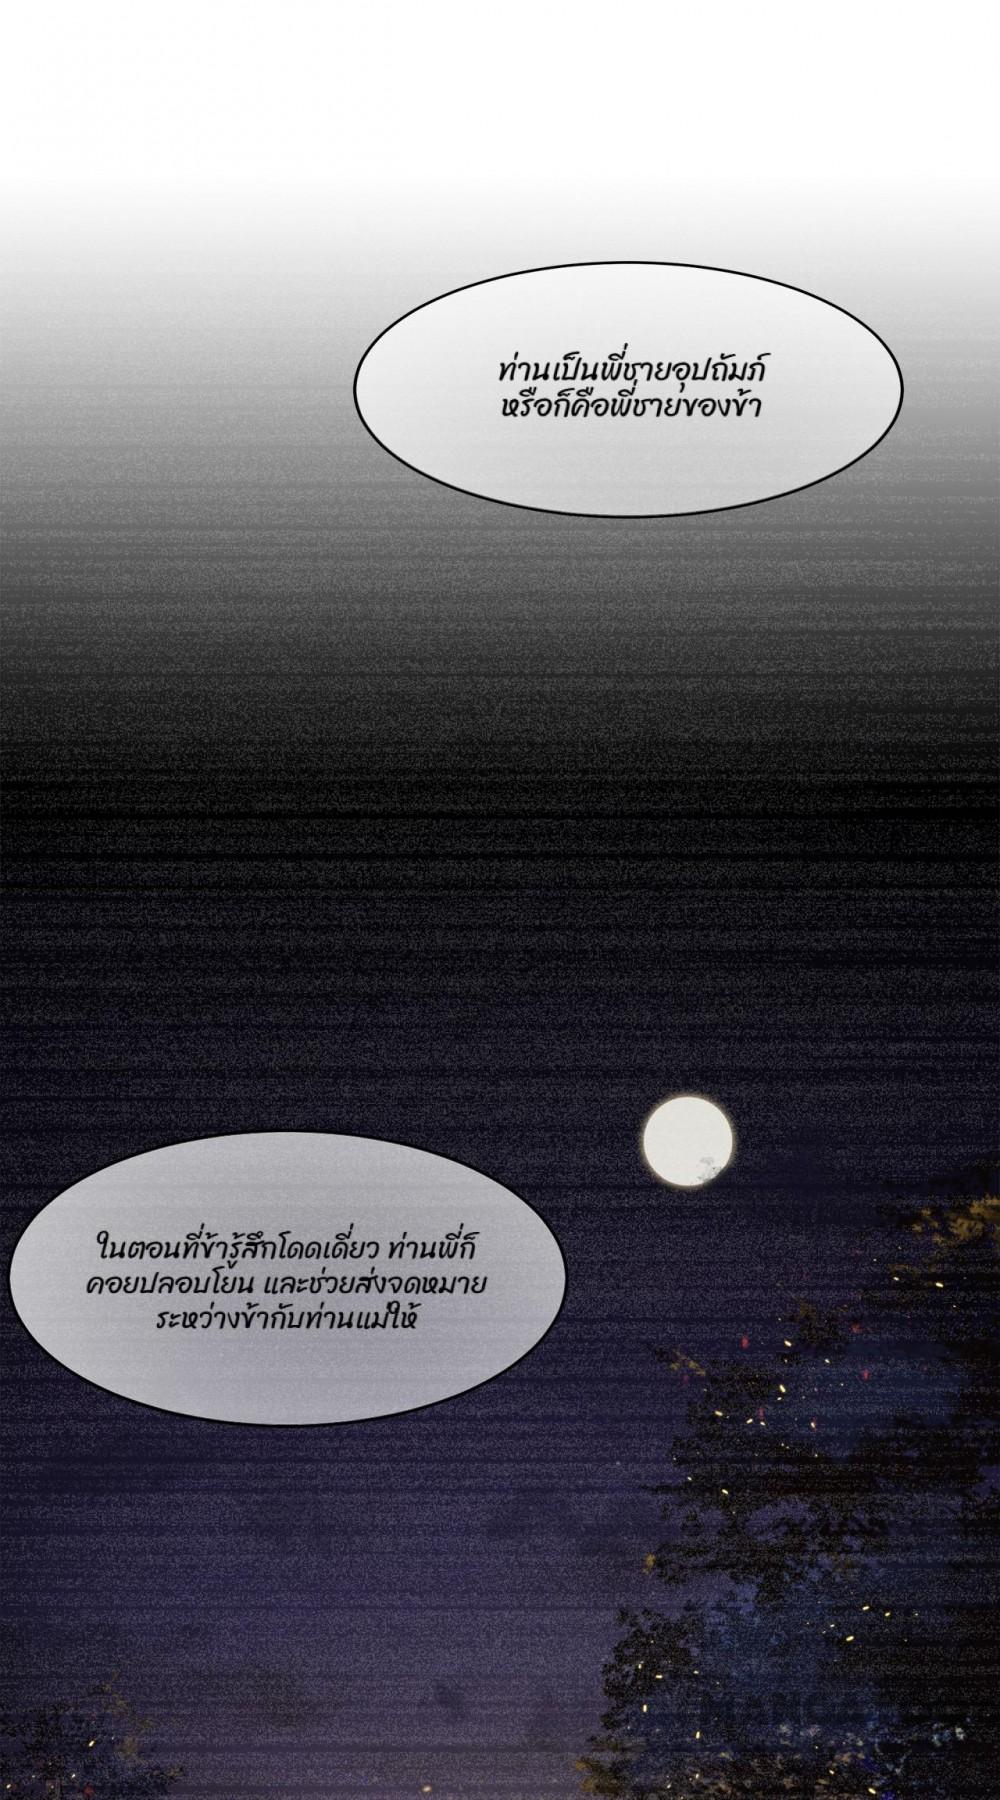 ท่านเป็นพี่ชายอุปถัมภ์
หรือก็คือพี่ชายของข้า
ในตอนที่ข้ารู้สึกโดดเดี่ยว ท่านพี่ก็
คอยปลอบโยน และช่วยส่งจดหมาย
ระหว่างข้ากับท่านแม่ให้